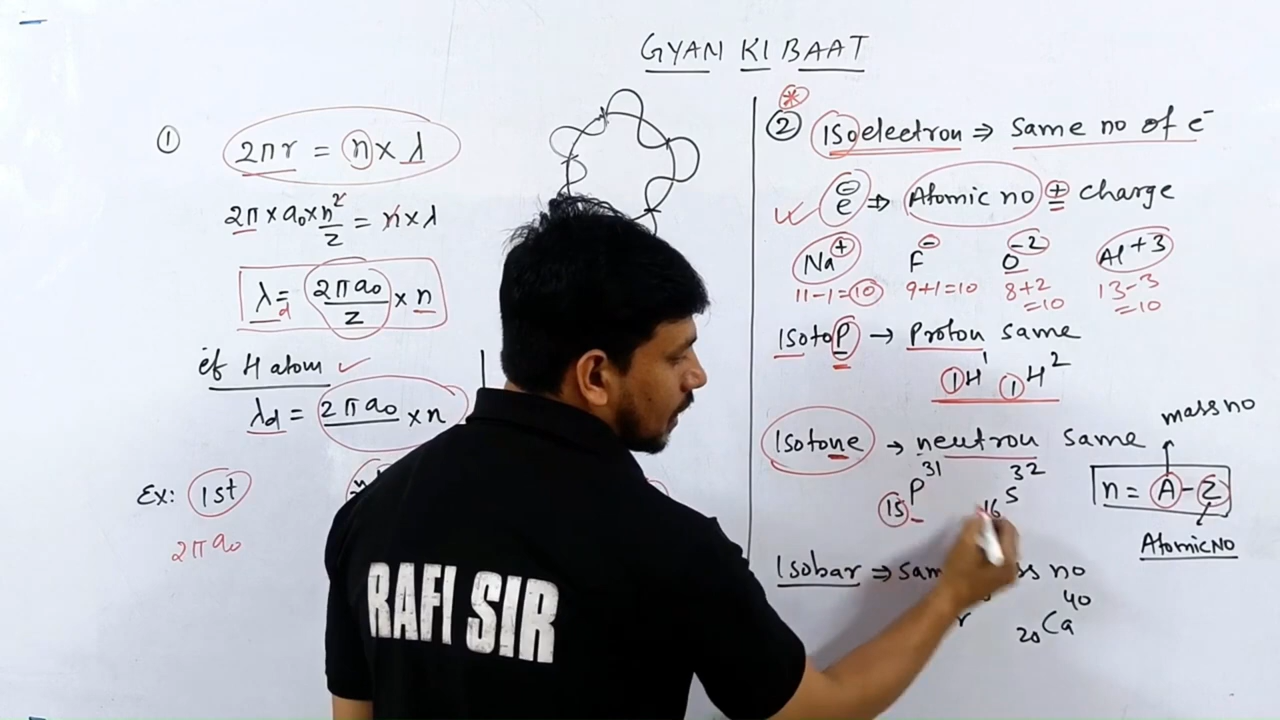 GYAN KI BAAT
①
2πr = n × λ
2π × a₀ × n²/z = n × λ
λd = 2πa₀/z × n
if H atom ✓
λd = 2πa₀ × n
Ex: 1st
2πa₀
*
② Isoelectron ⇒ Same no of e⁻
e⁻ ⇒ Atomic no ± charge
Na⁺ F⁻ O⁻² Al⁺³
11-1=10 9+1=10 8+2=10 13-3=10
IsotoP → Proton same
₁H¹ ₁H²
Isotone → neutron same
mass no
₁₅P³¹ ₁₆S³² n = A - Z
Atomic NO
Isobar ⇒ no
₂₀Ca⁴⁰
RAFI SIR